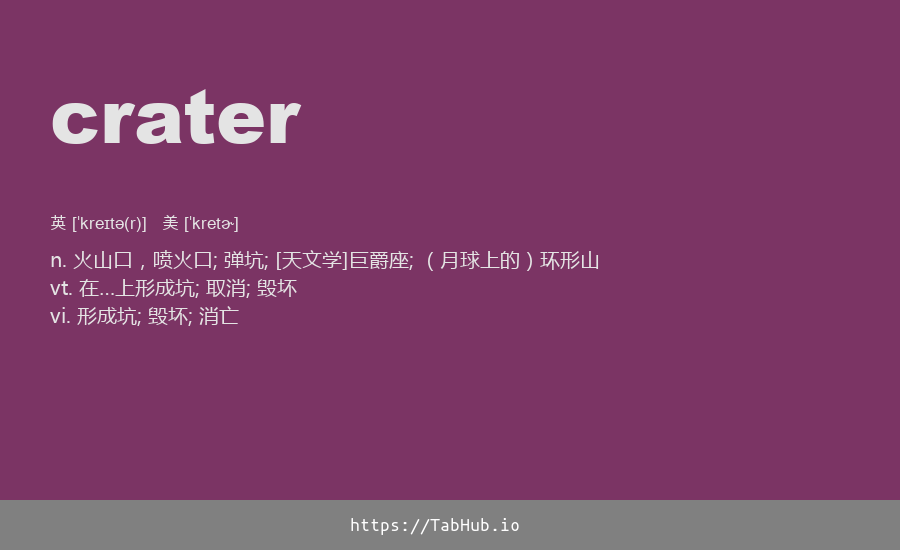 crater
英 [ˈkreɪtə(r)] 美 [ˈkretɚ]
n. 火山口，喷火口; 弹坑; [天文学]巨爵座; （月球上的）环形山
vt. 在…上形成坑; 取消; 毁坏
vi. 形成坑; 毁坏; 消亡
https://TabHub.io